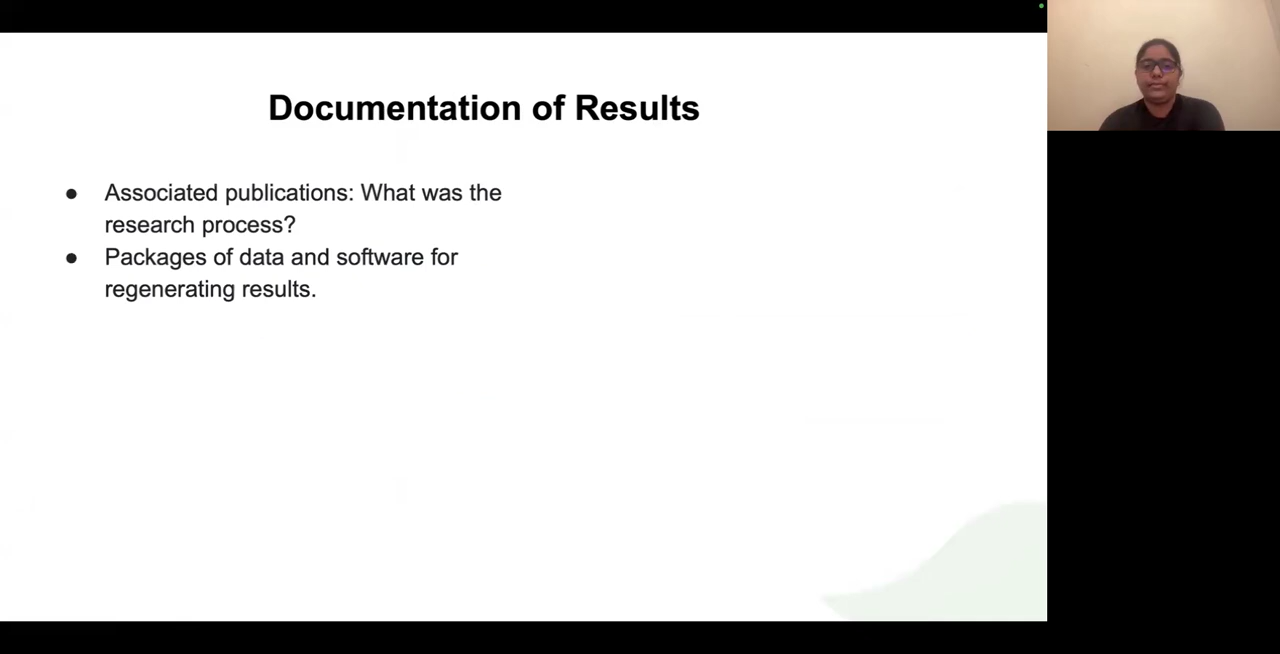 Documentation of Results
● Associated publications: What was the
research process?
● Packages of data and software for
regenerating results.